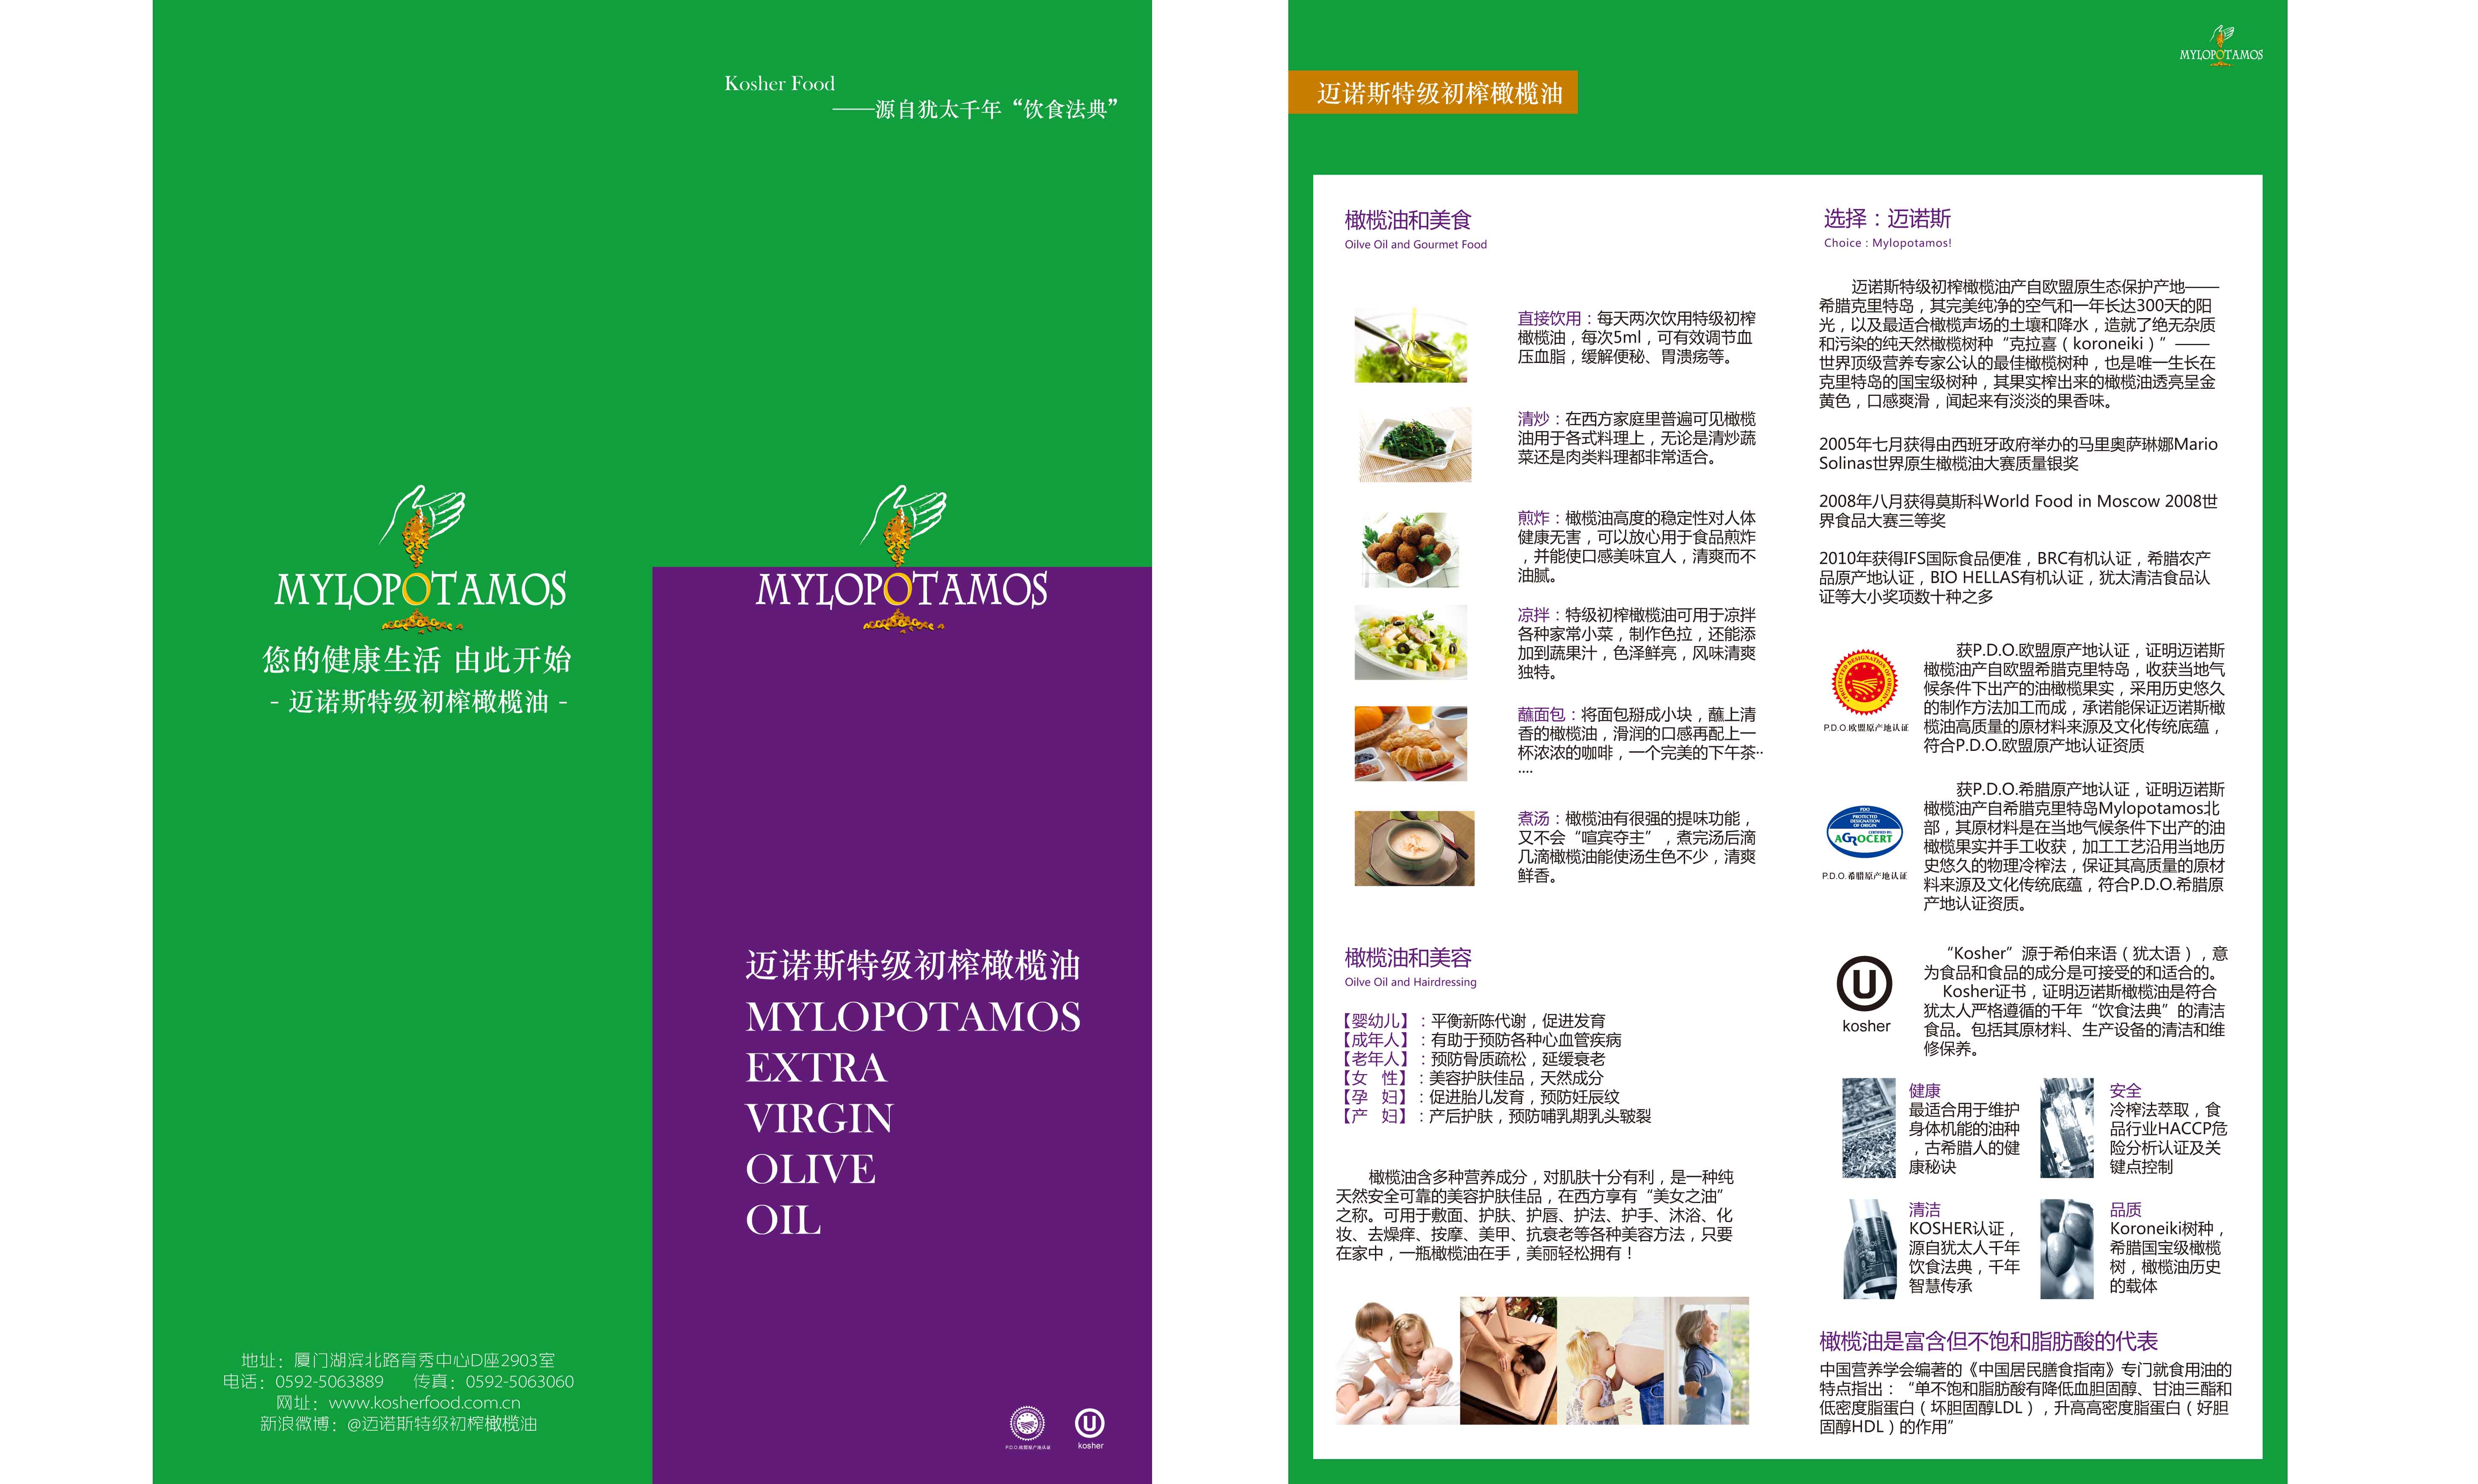 Kosher Food
——源自犹太千年“饮食法典”
MYLOPOTAMOS
您的健康生活 由此开始
- 迈诺斯特级初榨橄榄油 -
地址：厦门湖滨北路育秀中心D座2903室
电话：0592-5063889 传真：0592-5063060
网址：www.kosherfood.com.cn
新浪微博：@迈诺斯特级初榨橄榄油
MYLOPOTAMOS
迈诺斯特级初榨橄榄油
MYLOPOTAMOS
EXTRA
VIRGIN
OLIVE
OIL
P.D.O.欧盟原产地认证
U
kosher
MYLOPOTAMOS
迈诺斯特级初榨橄榄油
橄榄油和美食
Oilve Oil and Gourmet Food
直接饮用：每天两次饮用特级初榨
橄榄油，每次5ml，可有效调节血
压血脂，缓解便秘、胃溃疡等。
清炒：在西方家庭里普遍可见橄榄
油用于各式料理上，无论是清炒蔬
菜还是肉类料理都非常适合。
煎炸：橄榄油高度的稳定性对人体
健康无害，可以放心用于食品煎炸
，并能使口感美味宜人，清爽而不
油腻。
凉拌：特级初榨橄榄油可用于凉拌
各种家常小菜，制作色拉，还能添
加到蔬果汁，色泽鲜亮，风味清爽
独特。
蘸面包：将面包掰成小块，蘸上清
香的橄榄油，滑润的口感再配上一
杯浓浓的咖啡，一个完美的下午茶··
····
煮汤：橄榄油有很强的提味功能，
又不会“喧宾夺主”，煮完汤后滴
几滴橄榄油能使汤生色不少，清爽
鲜香。
橄榄油和美容
Oilve Oil and Hairdressing
【婴幼儿】：平衡新陈代谢，促进发育
【成年人】：有助于预防各种心血管疾病
【老年人】：预防骨质疏松，延缓衰老
【女 性】：美容护肤佳品，天然成分
【孕 妇】：促进胎儿发育，预防妊辰纹
【产 妇】：产后护肤，预防哺乳期乳头皲裂
橄榄油含多种营养成分，对肌肤十分有利，是一种纯
天然安全可靠的美容护肤佳品，在西方享有“美女之油”
之称。可用于敷面、护肤、护唇、护法、护手、沐浴、化
妆、去燥痒、按摩、美甲、抗衰老等各种美容方法，只要
在家中，一瓶橄榄油在手，美丽轻松拥有！
选择：迈诺斯
Choice : Mylopotamos!
迈诺斯特级初榨橄榄油产自欧盟原生态保护产地——
希腊克里特岛，其完美纯净的空气和一年长达300天的阳
光，以及最适合橄榄声场的土壤和降水，造就了绝无杂质
和污染的纯天然橄榄树种“克拉喜（koroneiki）”——
世界顶级营养专家公认的最佳橄榄树种，也是唯一生长在
克里特岛的国宝级树种，其果实榨出来的橄榄油透亮呈金
黄色，口感爽滑，闻起来有淡淡的果香味。
2005年七月获得由西班牙政府举办的马里奥萨琳娜Mario
Solinas世界原生橄榄油大赛质量银奖
2008年八月获得莫斯科World Food in Moscow 2008世
界食品大赛三等奖
2010年获得IFS国际食品便准，BRC有机认证，希腊农产
品原产地认证，BIO HELLAS有机认证，犹太清洁食品认
证等大小奖项数十种之多
PROTECTED DESIGNATION OF ORIGIN
P.D.O.欧盟原产地认证
获P.D.O.欧盟原产地认证，证明迈诺斯
橄榄油产自欧盟希腊克里特岛，收获当地气
候条件下出产的油橄榄果实，采用历史悠久
的制作方法加工而成，承诺能保证迈诺斯橄
榄油高质量的原材料来源及文化传统底蕴，
符合P.D.O.欧盟原产地认证资质
PDO
PROTECTED
DESIGNATION
OF ORIGIN
CERTIFIED BY:
AGROCERT
P.D.O.希腊原产地认证
获P.D.O.希腊原产地认证，证明迈诺斯
橄榄油产自希腊克里特岛Mylopotamos北
部，其原材料是在当地气候条件下出产的油
橄榄果实并手工收获，加工工艺沿用当地历
史悠久的物理冷榨法，保证其高质量的原材
料来源及文化传统底蕴，符合P.D.O.希腊原
产地认证资质。
U
kosher
“Kosher”源于希伯来语（犹太语），意
为食品和食品的成分是可接受的和适合的。
Kosher证书，证明迈诺斯橄榄油是符合
犹太人严格遵循的千年“饮食法典”的清洁
食品。包括其原材料、生产设备的清洁和维
修保养。
健康
最适合用于维护
身体机能的油种
，古希腊人的健
康秘诀
安全
冷榨法萃取，食
品行业HACCP危
险分析认证及关
键点控制
清洁
KOSHER认证，
源自犹太人千年
饮食法典，千年
智慧传承
品质
Koroneiki树种，
希腊国宝级橄榄
树，橄榄油历史
的载体
橄榄油是富含但不饱和脂肪酸的代表
中国营养学会编著的《中国居民膳食指南》专门就食用油的
特点指出：“单不饱和脂肪酸有降低血胆固醇、甘油三酯和
低密度脂蛋白（坏胆固醇LDL），升高高密度脂蛋白（好胆
固醇HDL）的作用”